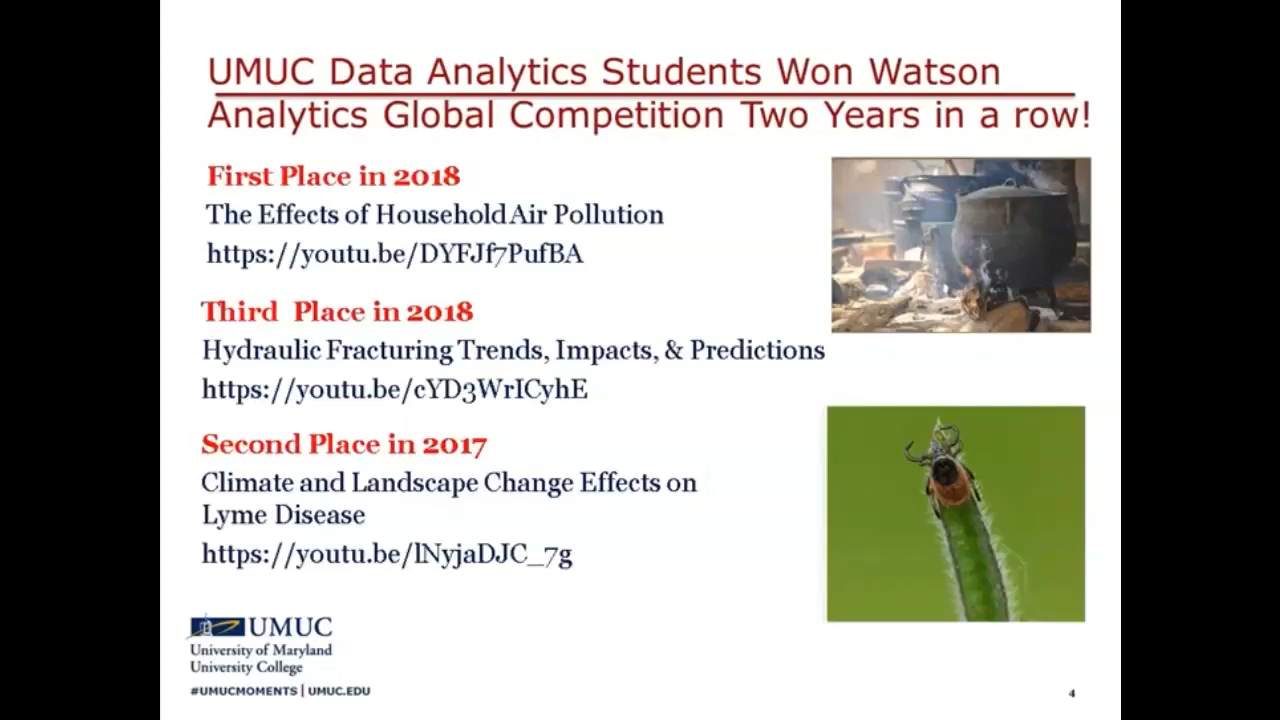 UMUC Data Analytics Students Won Watson
Analytics Global Competition Two Years in a row!
First Place in 2018
The Effects of Household Air Pollution
https://youtu.be/DYFJf7PufBA
Third Place in 2018
Hydraulic Fracturing Trends, Impacts, & Predictions
https://youtu.be/cYD3WrICyhE
Second Place in 2017
Climate and Landscape Change Effects on
Lyme Disease
https://youtu.be/lNyjaDJC_7g
UMUC
University of Maryland
University College
#UMUCMOMENTS | UMUC.EDU
4